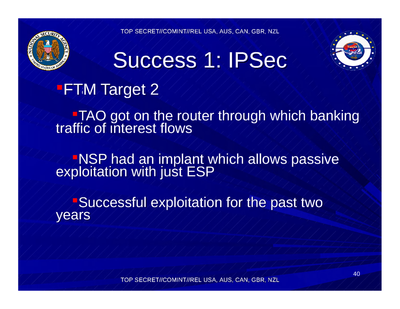 TOP SECRET//COMINT//REL USA, AUS, CAN, GBR, NZL
Success 1: IPSec
▪FTM Target 2
▪TAO got on the router through which banking
traffic of interest flows
▪NSP had an implant which allows passive
exploitation with just ESP
▪Successful exploitation for the past two
years
40
TOP SECRET//COMINT//REL USA, AUS, CAN, GBR, NZL